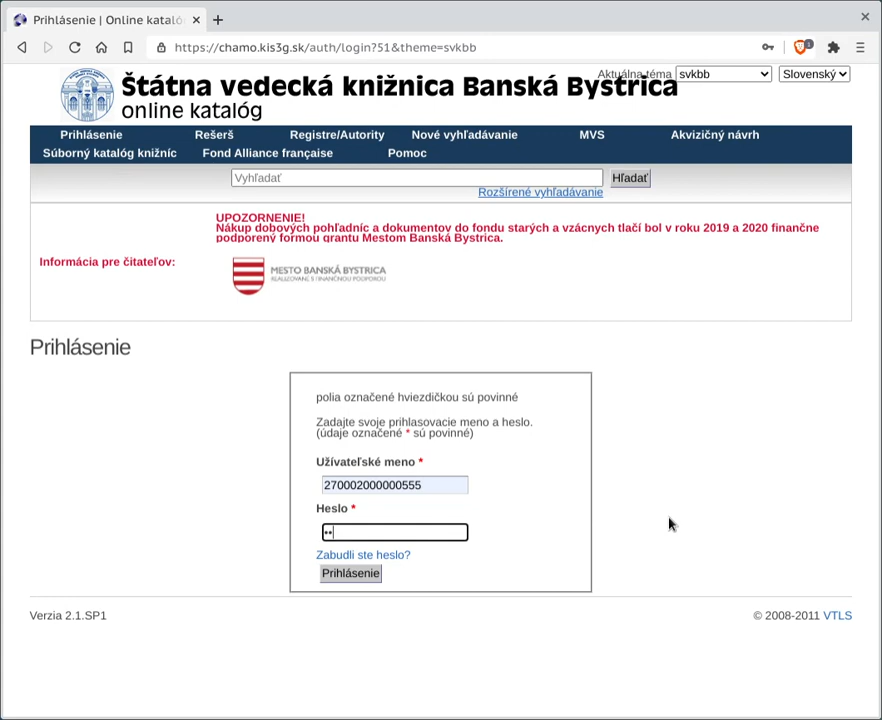 Prihlásenie | Online kataló
https://chamo.kis3g.sk/auth/login?51&theme=svkbb
1
Aktuálna téma svkbb Slovenský
Štátna vedecká knižnica Banská Bystrica
online katalóg
Prihlásenie Rešerš Registre/Autority Nové vyhľadávanie MVS Akvizičný návrh
Súborný katalóg knižníc Fond Alliance française Pomoc
Vyhľadať Hľadať
Rozšírené vyhľadávanie
UPOZORNENIE!
Nákup dobových pohľadníc a dokumentov do fondu starých a vzácnych tlačí bol v roku 2019 a 2020 finančne
podporený formou grantu Mestom Banská Bystrica.
Informácia pre čitateľov:
MESTO BANSKÁ BYSTRICA
REALIZOVANÉ S FINANČNOU PODPOROU
Prihlásenie
polia označené hviezdičkou sú povinné
Zadajte svoje prihlasovacie meno a heslo.
(údaje označené * sú povinné)
Užívateľské meno *
270002000000555
Heslo *
••
Zabudli ste heslo?
Prihlásenie
Verzia 2.1.SP1 © 2008-2011 VTLS